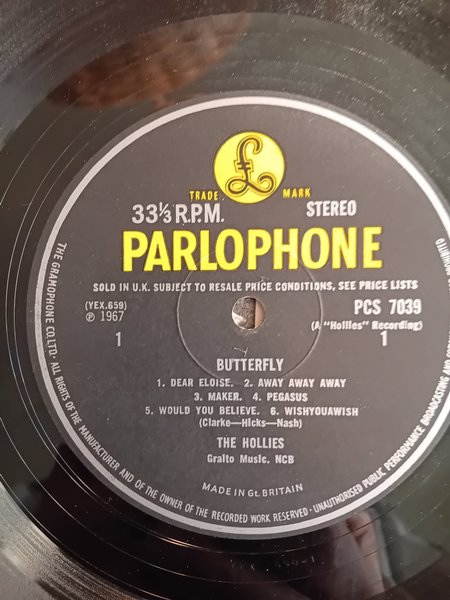 £
TRADE MARK
33⅓ R.P.M. STEREO
PARLOPHONE
SOLD IN U.K. SUBJECT TO RESALE PRICE CONDITIONS, SEE PRICE LISTS
(YEX.659) PCS 7039
℗ 1967 (A "Hollies" Recording)
1 1
BUTTERFLY
1. DEAR ELOISE. 2. AWAY AWAY AWAY
3. MAKER. 4. PEGASUS
5. WOULD YOU BELIEVE. 6. WISHYOUAWISH
(Clarke—Hicks—Nash)
THE HOLLIES
Gralto Music, NCB
MADE IN Gt. BRITAIN
THE GRAMOPHONE CO. LTD. ALL RIGHTS OF THE MANUFACTURER AND OF THE OWNER OF THE RECORDED WORK RESERVED. UNAUTHORISED PUBLIC PERFORMANCE BROADCASTING AND